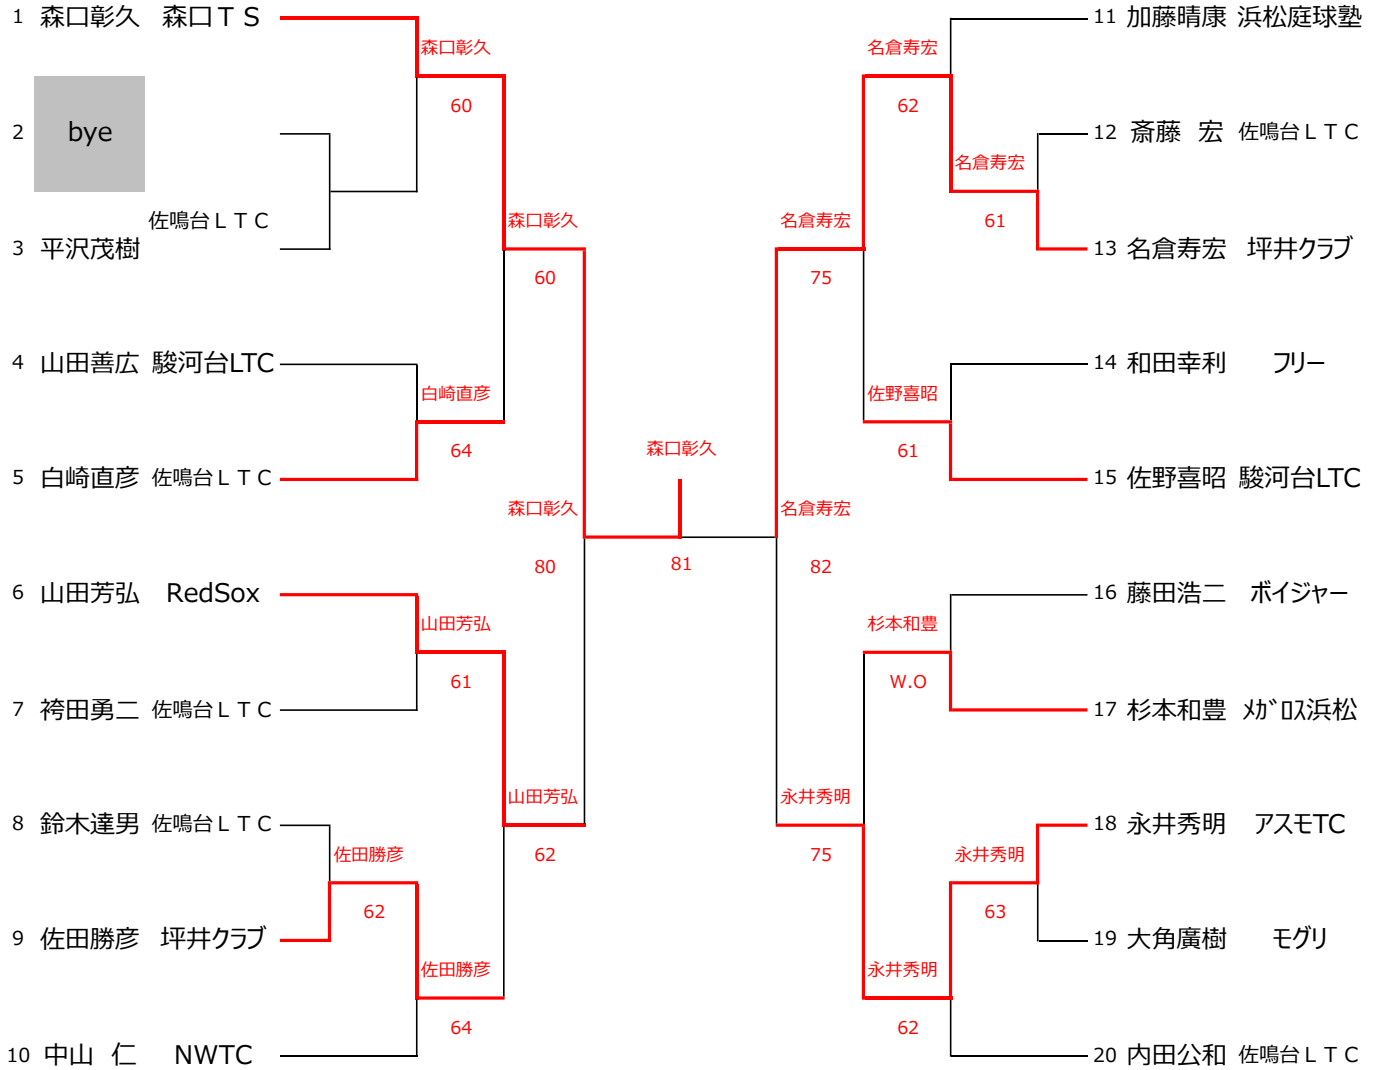 1 森口彰久 森口ＴＳ
2 bye
佐鳴台ＬＴＣ
3 平沢茂樹
4 山田善広 駿河台LTC
5 白崎直彦 佐鳴台ＬＴＣ
6 山田芳弘 RedSox
7 袴田勇二 佐鳴台ＬＴＣ
8 鈴木達男 佐鳴台ＬＴＣ
9 佐田勝彦 坪井クラブ
10 中山 仁 NWTC
森口彰久
60
白崎直彦
64
山田芳弘
61
佐田勝彦
62
佐田勝彦
64
森口彰久
60
山田芳弘
62
森口彰久
80
森口彰久
81
名倉寿宏
82
名倉寿宏
75
永井秀明
75
名倉寿宏
62
名倉寿宏
61
佐野喜昭
61
杉本和豊
W.O
永井秀明
63
永井秀明
62
11 加藤晴康 浜松庭球塾
12 斎藤 宏 佐鳴台ＬＴＣ
13 名倉寿宏 坪井クラブ
14 和田幸利 フリー
15 佐野喜昭 駿河台LTC
16 藤田浩二 ボイジャー
17 杉本和豊 ﾒｶﾞﾛｽ浜松
18 永井秀明 アスモTC
19 大角廣樹 モグリ
20 内田公和 佐鳴台ＬＴＣ